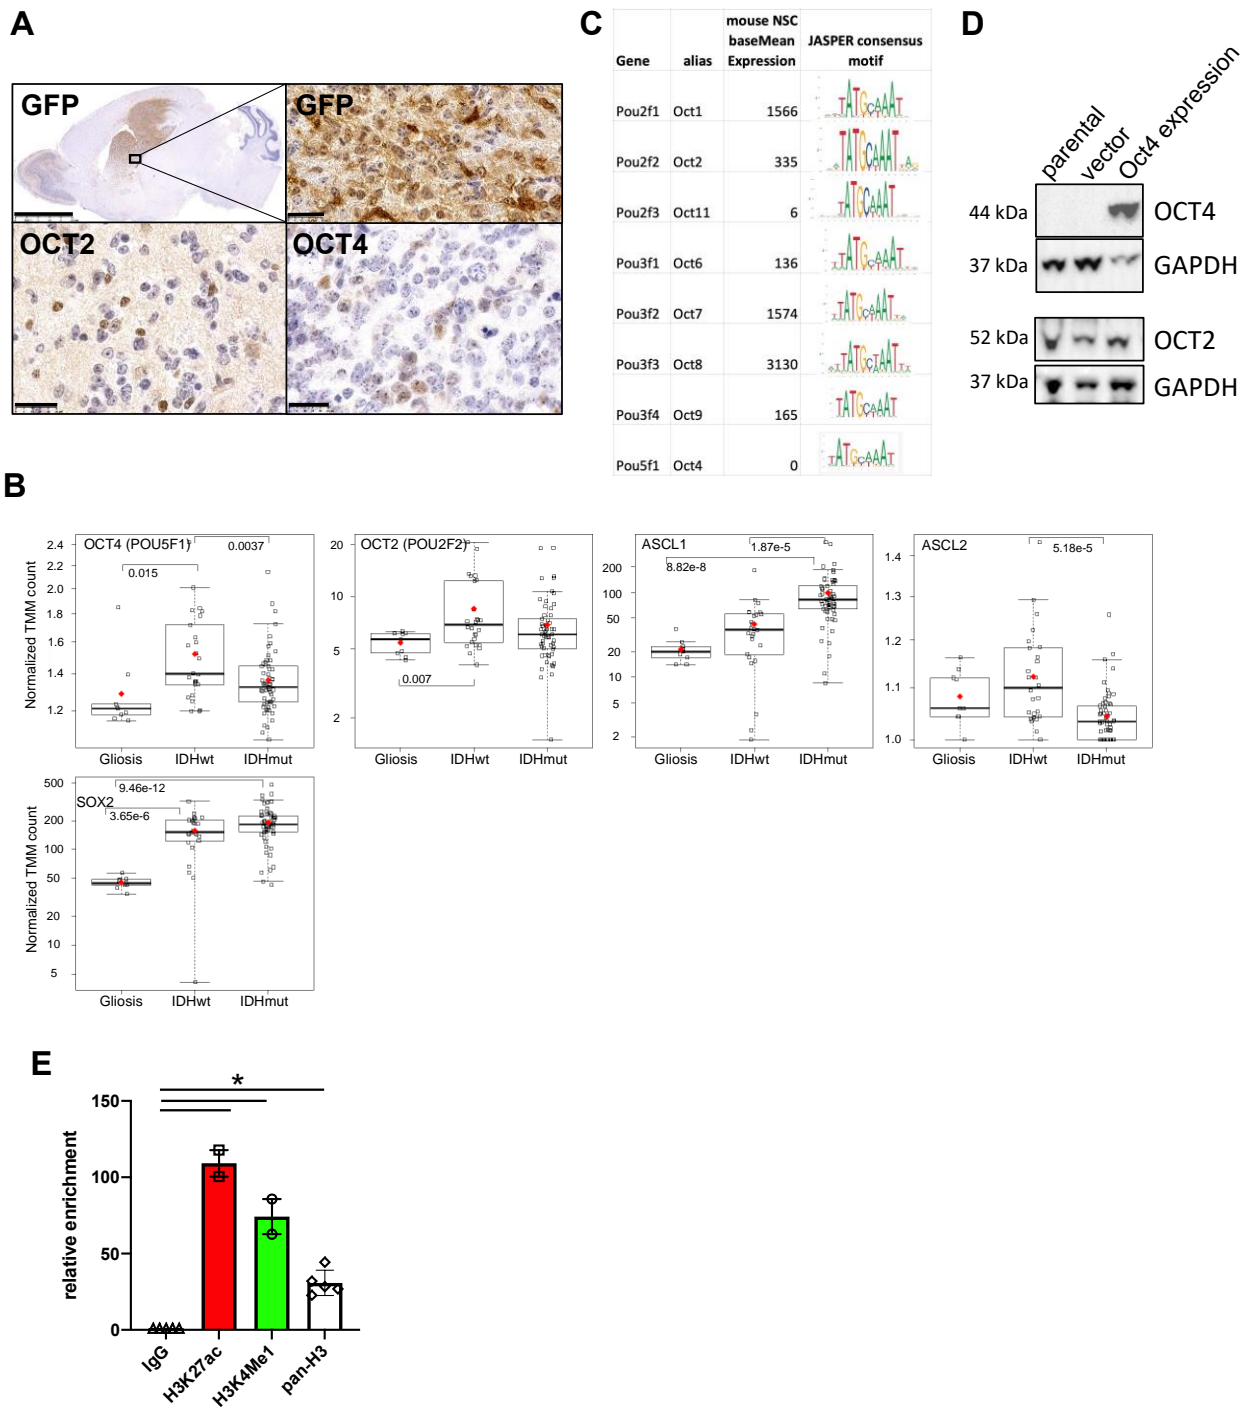 A
GFP
GFP
OCT2
OCT4
C
mouse NSC
baseMean
JASPER consensus
Gene alias Expression motif
Pou2f1 Oct1 1566
Pou2f2 Oct2 335
Pou2f3 Oct11 6
Pou3f1 Oct6 136
Pou3f2 Oct7 1574
Pou3f3 Oct8 3130
Pou3f4 Oct9 165
Pou5f1 Oct4 0
D
parental
vector
Oct4 expression
44 kDa OCT4
37 kDa GAPDH
52 kDa OCT2
37 kDa GAPDH
B
Normalized TMM count
OCT4 (POU5F1)
0.0037
0.015
2.4
2.2
2.0
1.8
1.6
1.4
1.2
Gliosis IDHwt IDHmut
OCT2 (POU2F2)
0.007
20
10
5
2
Gliosis IDHwt IDHmut
ASCL1
1.87e-5
8.82e-8
200
100
50
20
10
5
2
Gliosis IDHwt IDHmut
ASCL2
5.18e-5
1.4
1.3
1.2
1.1
1.0
Gliosis IDHwt IDHmut
Normalized TMM count
9.46e-12
SOX2
3.65e-6
500
200
100
50
20
10
5
Gliosis IDHwt IDHmut
E
*
relative enrichment
150
100
50
0
IgG
H3K27ac
H3K4Me1
pan-H3